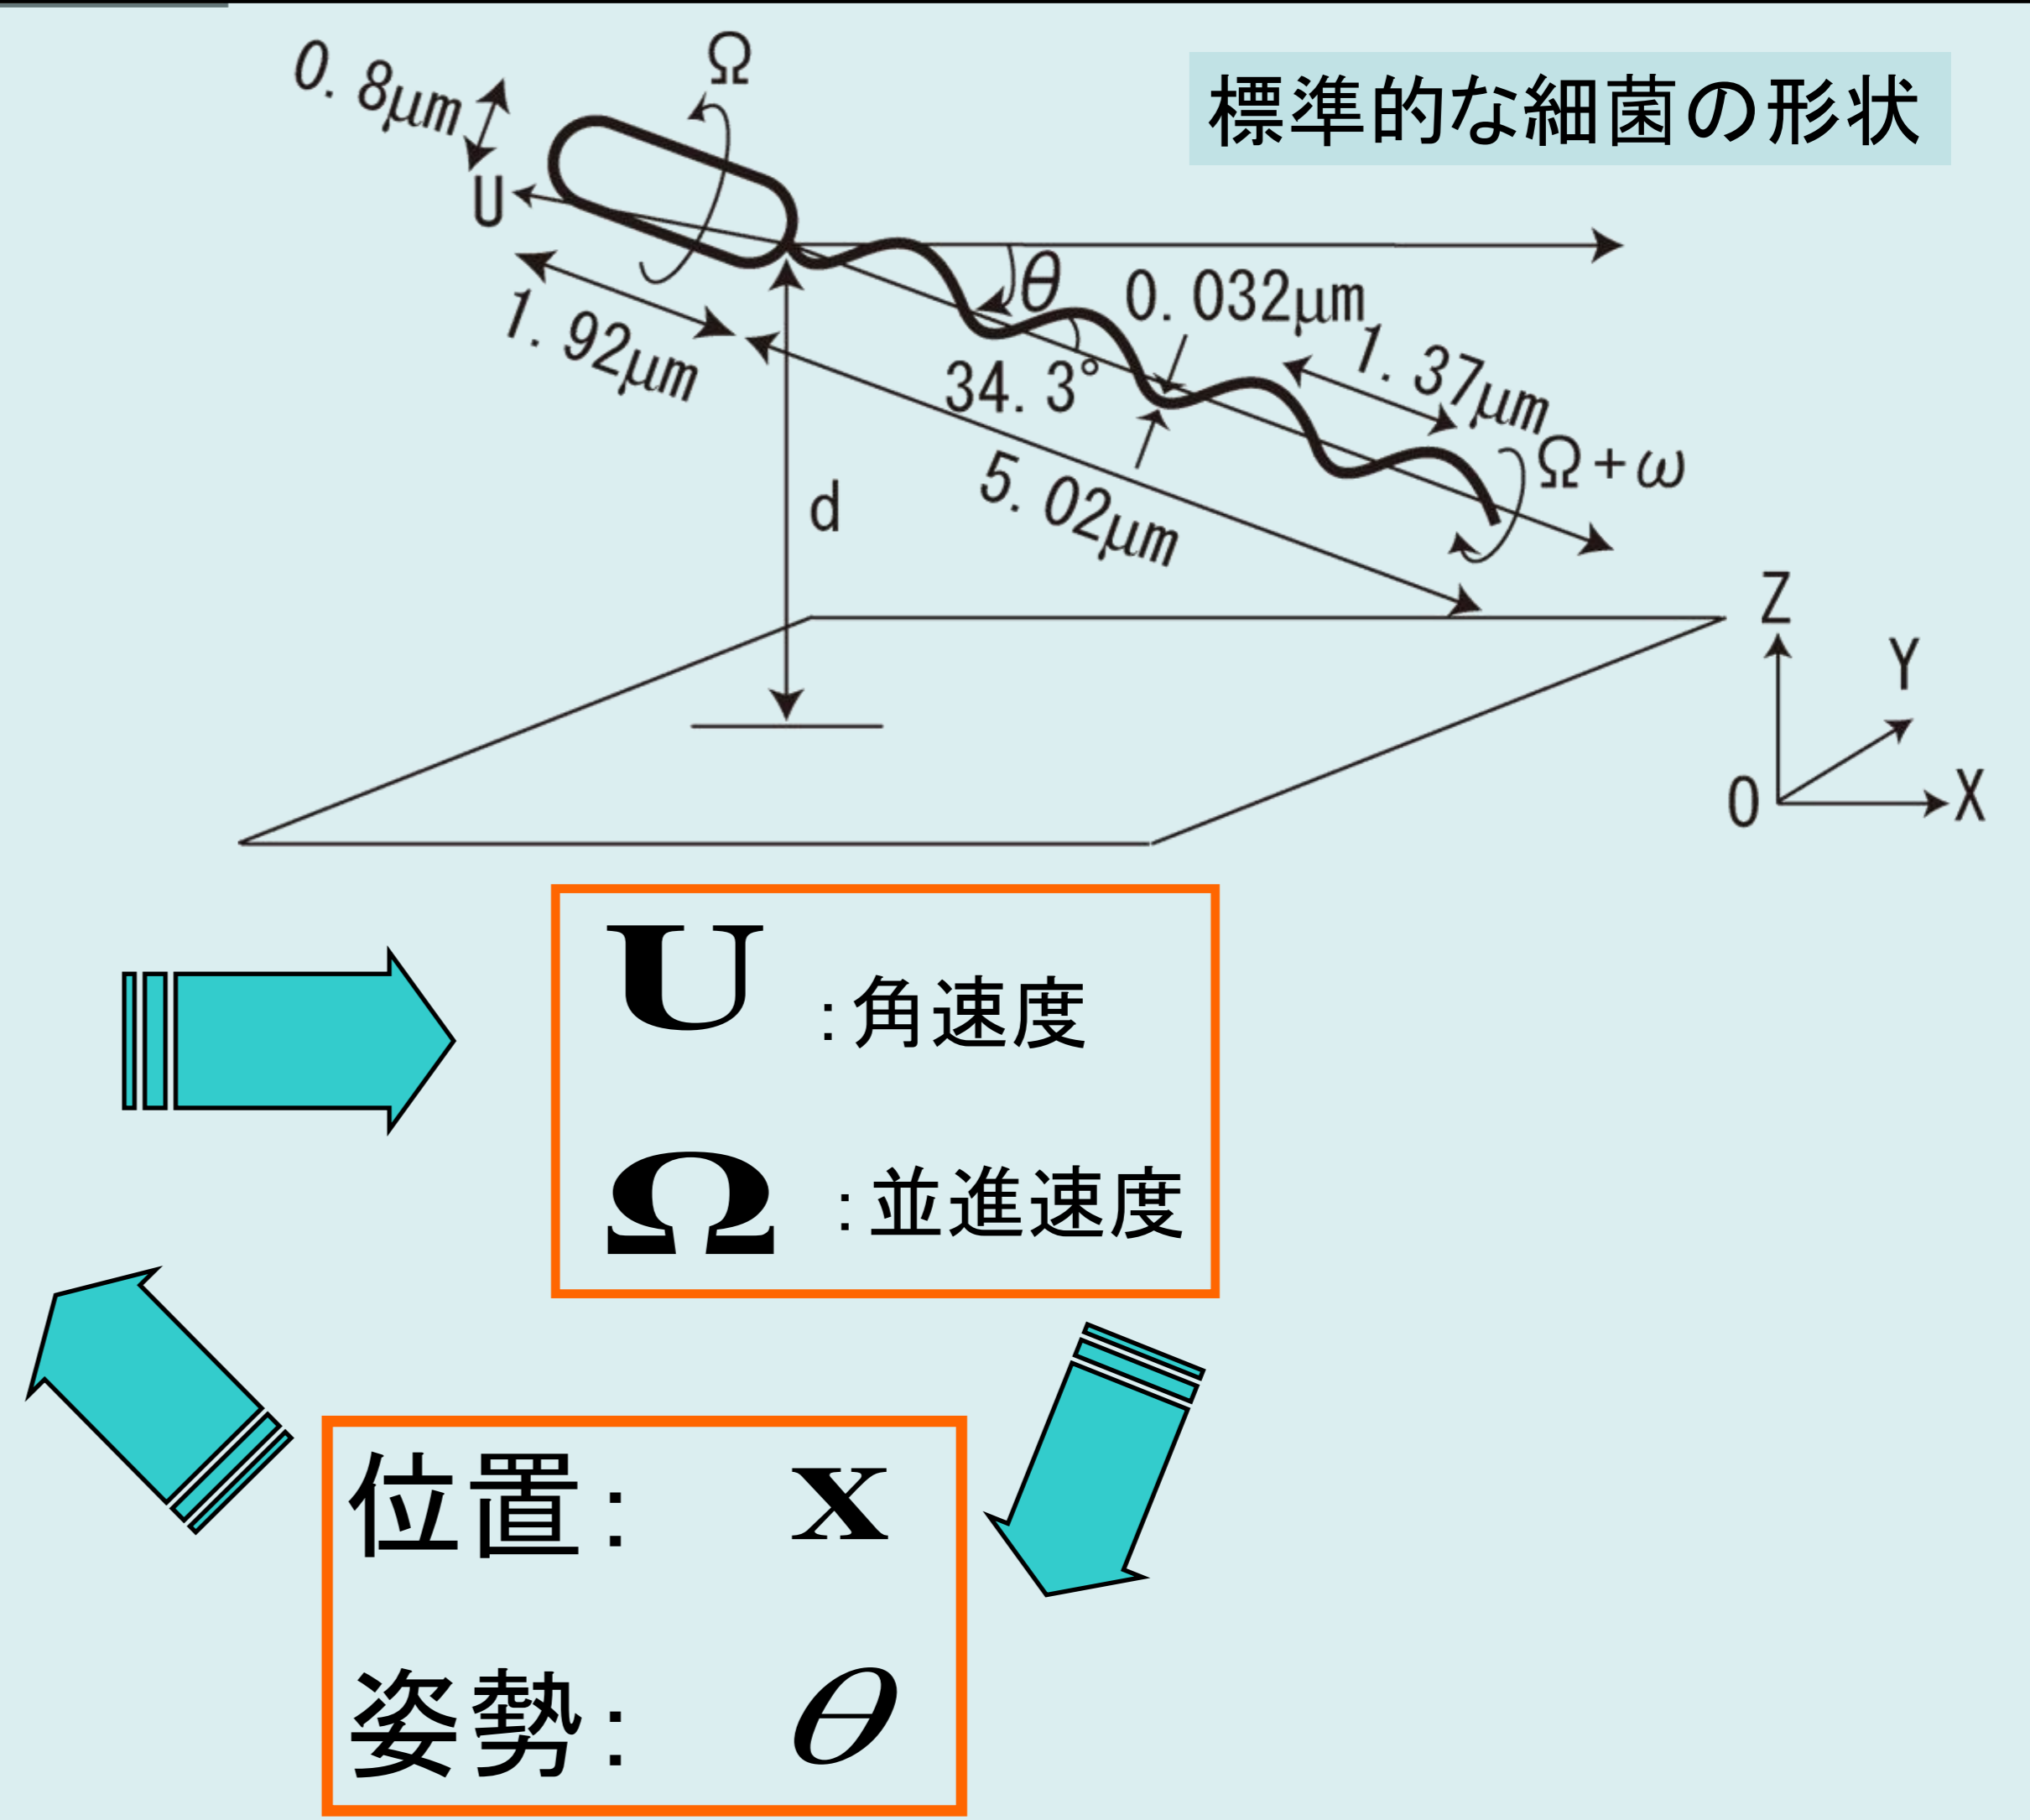 標準的な細菌の形状
0.8μm
Ω
U
1.92μm
θ
0.032μm
34.3°
1.37μm
Ω+ω
5.02μm
d
Z
Y
O
X
U :角速度
Ω :並進速度
位置: x
姿勢: θ